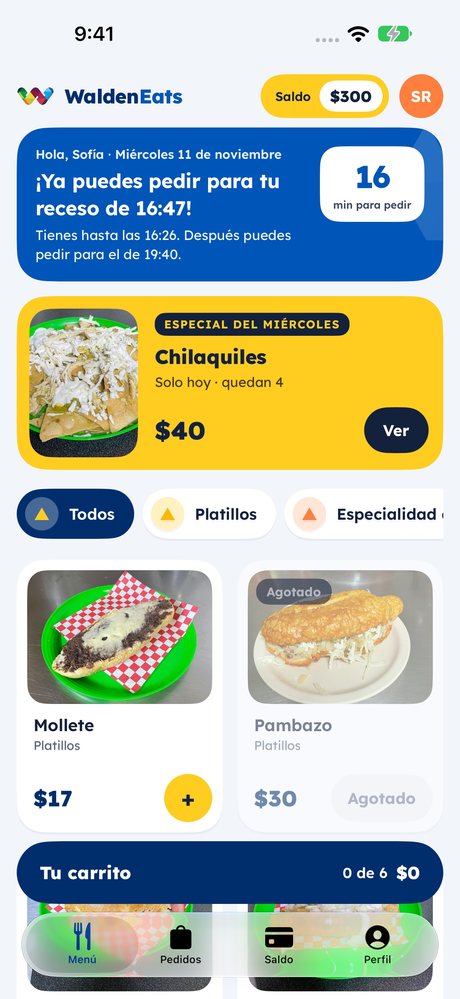 9:41
WaldenEats
Saldo $300
SR
Hola, Sofía · Miércoles 11 de noviembre
¡Ya puedes pedir para tu
receso de 16:47!
Tienes hasta las 16:26. Después puedes
pedir para el de 19:40.
16
min para pedir
ESPECIAL DEL MIÉRCOLES
Chilaquiles
Solo hoy · quedan 4
$40
Ver
Todos
Platillos
Especialidad
Mollete
Platillos
$17
+
Agotado
Pambazo
Platillos
$30
Agotado
Tu carrito
0 de 6 $0
Menú
Pedidos
Saldo
Perfil